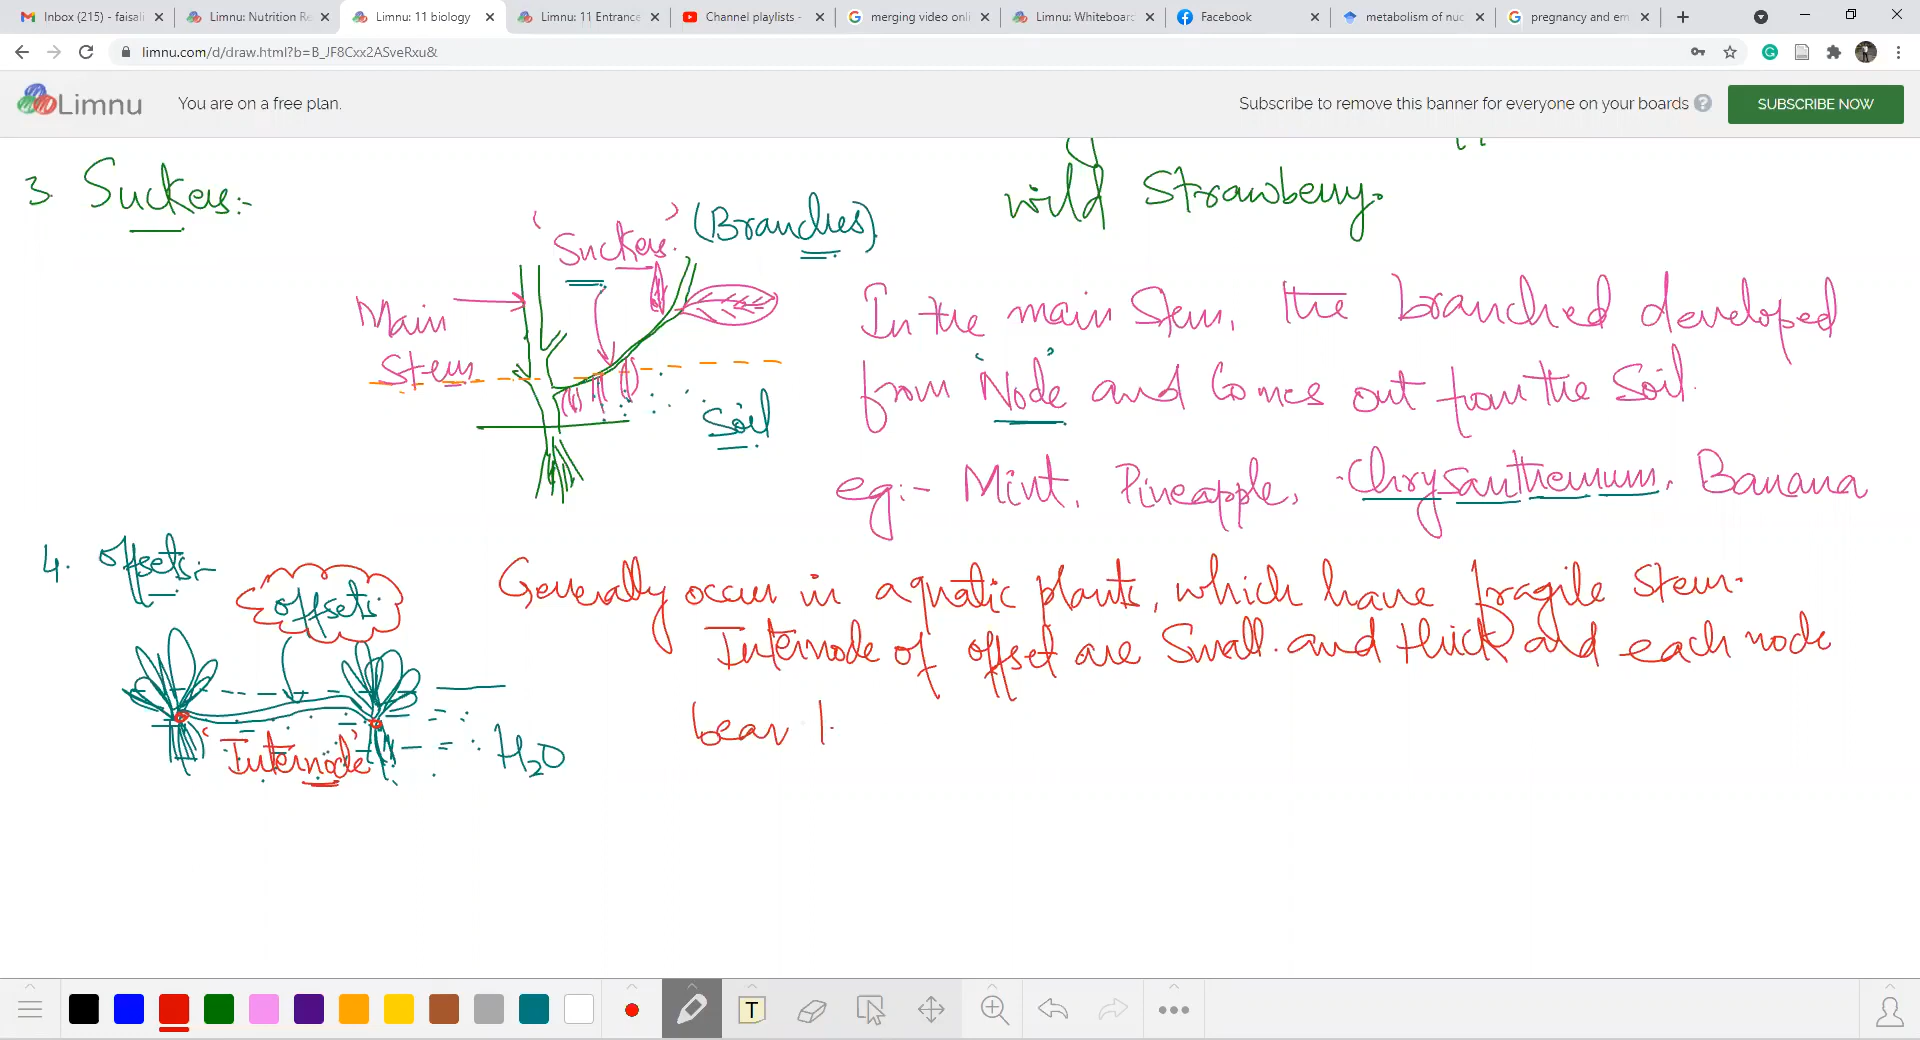 Inbox (215) - faisali
Limnu: Nutrition Re
Limnu: 11 biology
Limnu: 11 Entrance
Channel playlists -
merging video onli
Limnu: Whiteboard
Facebook
metabolism of nuc
pregnancy and em
limnu.com/d/draw.html?b=B_JF8Cxx2ASveRxu&
Limnu
You are on a free plan.
Subscribe to remove this banner for everyone on your boards
SUBSCRIBE NOW
wild Strawberry.
3. Suckers:-
'Suckers.' (Branches)
Main
Stem
Soil
In the main Stem, the branched developed
from 'Node' and Comes out from the Soil.
eg:- Mint, Pineapple, Chrysanthemum, Banana
4. offsets:-
offsets
'Internode'
H₂O
Generally occur in aquatic plants, which have fragile stem.
Internode of offset are Small and thick and each node
bear
T